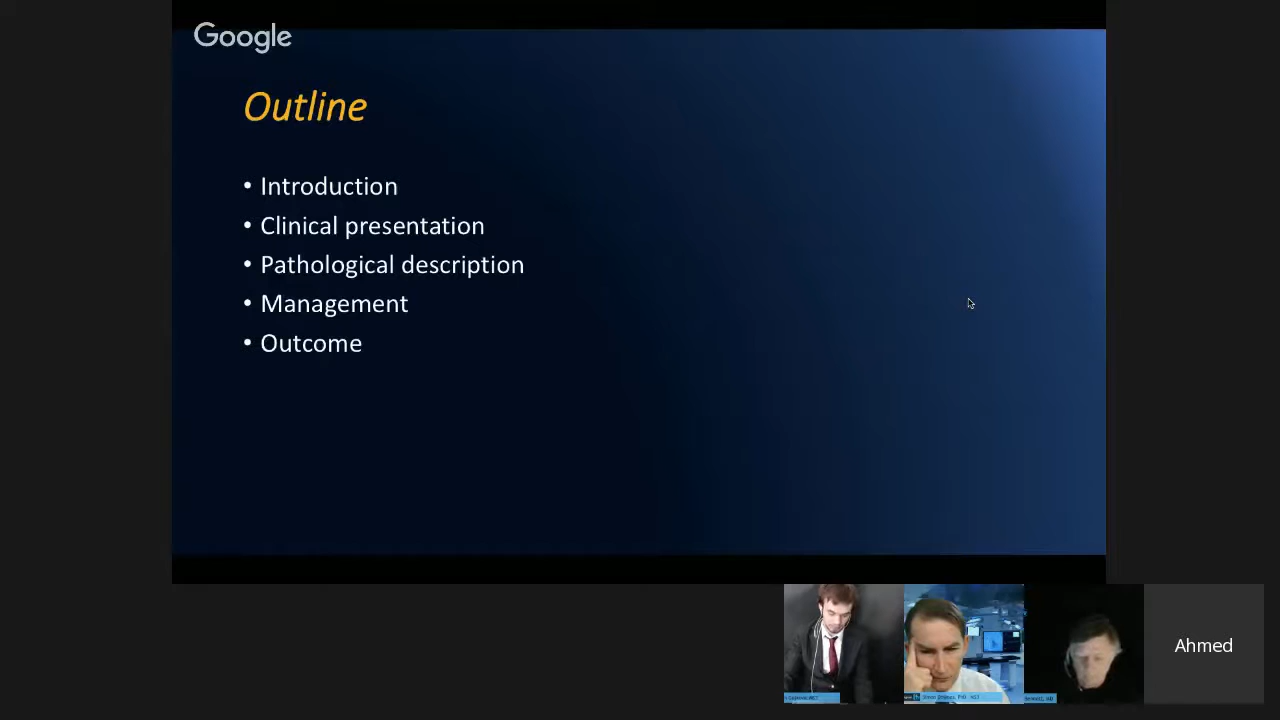 Google
Outline
• Introduction
• Clinical presentation
• Pathological description
• Management
• Outcome
Ahmed